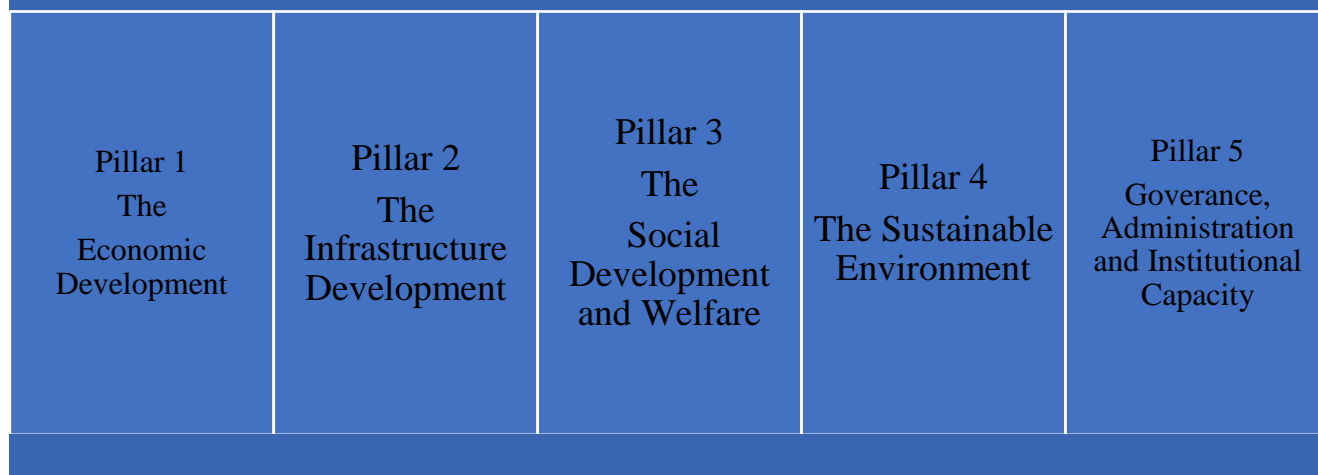 Pillar 1
The
Economic
Development
Pillar 2
The
Infrastructure
Development
Pillar 3
The
Social
Development
and Welfare
Pillar 4
The Sustainable
Environment
Pillar 5
Goverance,
Administration
and Institutional
Capacity